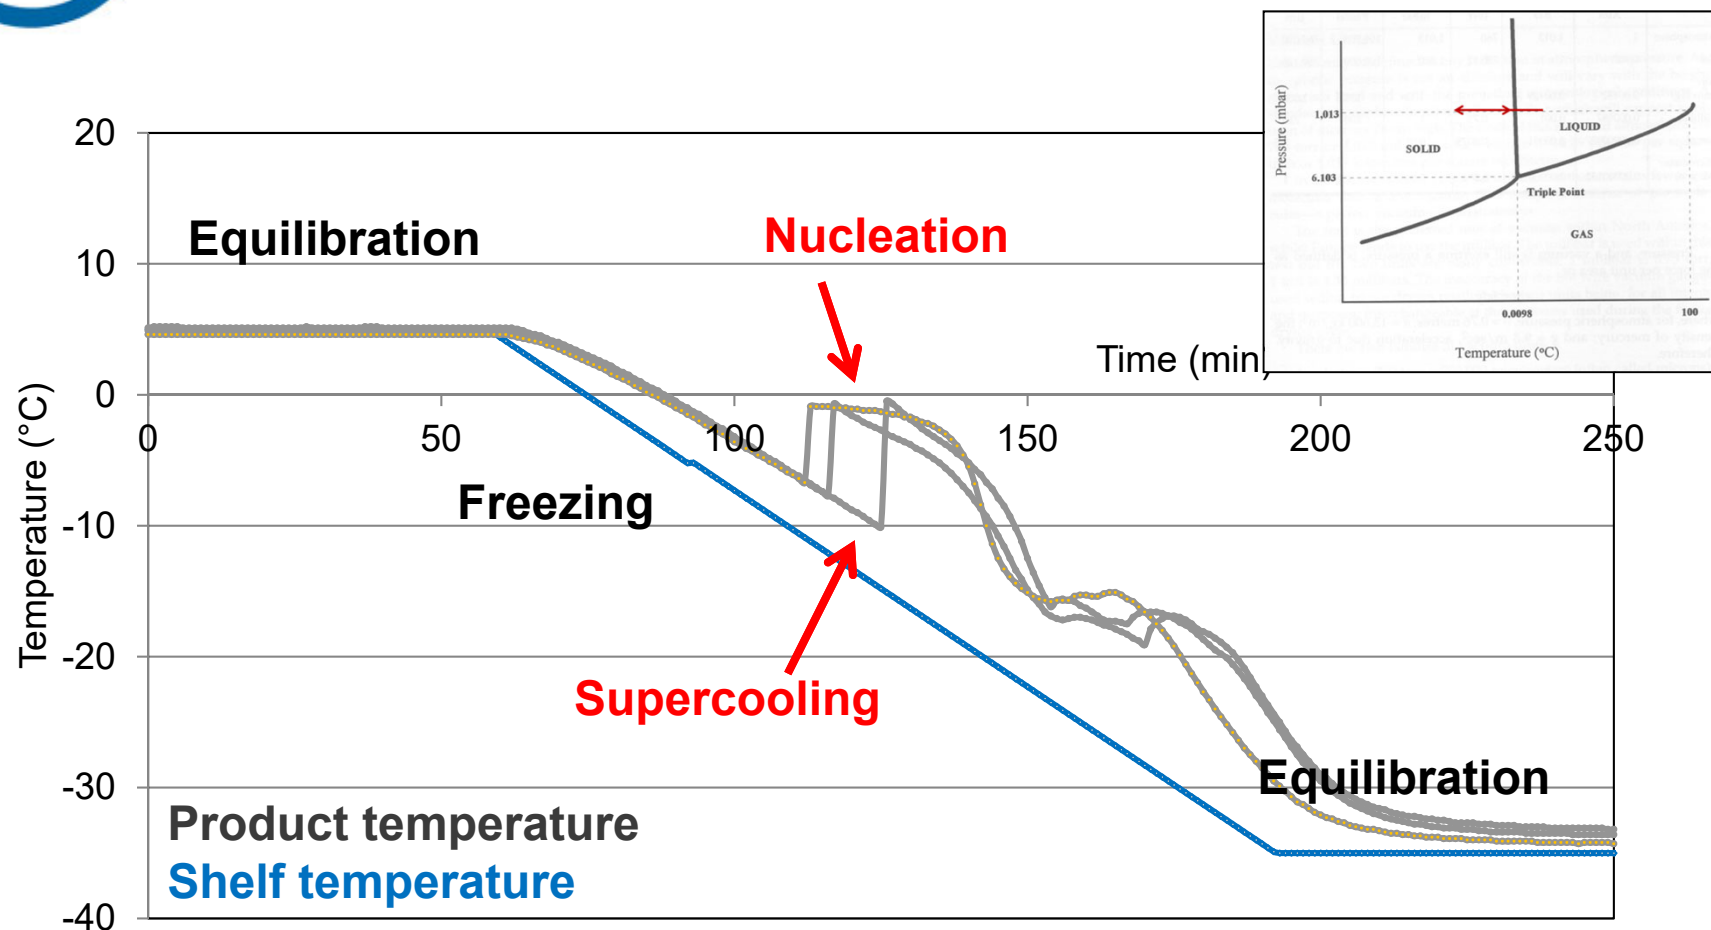 20
10
0
-10
-20
-30
-40
Temperature (°C)
0
50
100
150
200
250
Time (min)
Equilibration
Nucleation
Freezing
Supercooling
Equilibration
Product temperature
Shelf temperature
Pressure (mbar)
1,013
6.103
SOLID
LIQUID
Triple Point
GAS
0.0098
100
Temperature (°C)